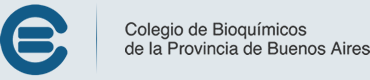 Colegio de Bioquímicos
de la Provincia de Buenos Aires